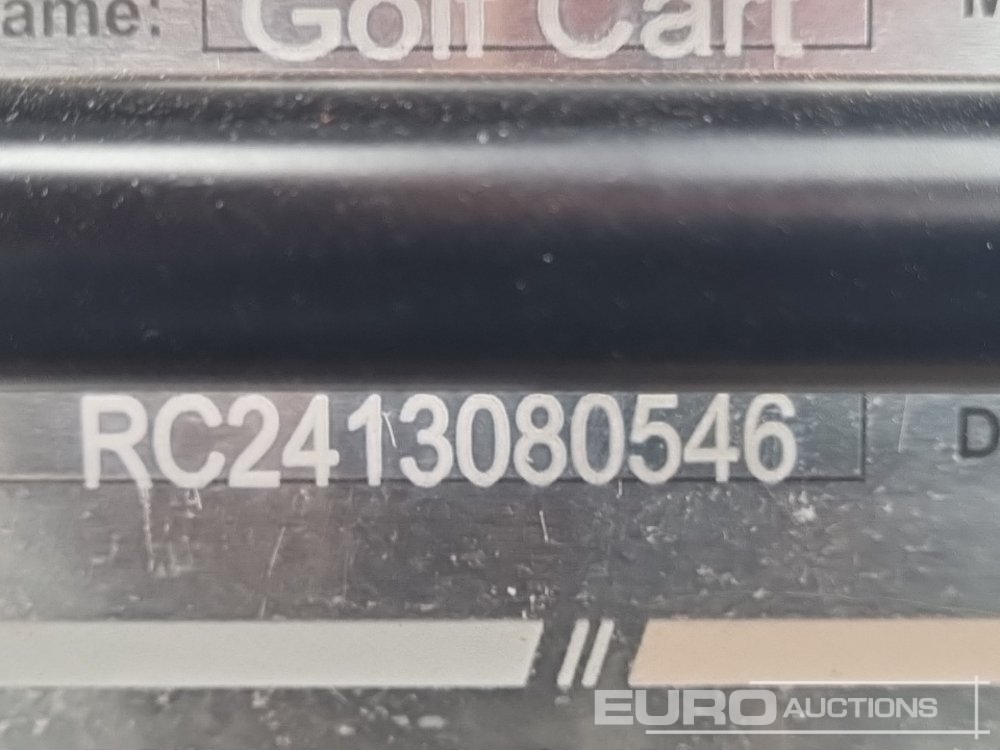 ame: Golf Cart M
RC2413080546 D
EURO AUCTIONS